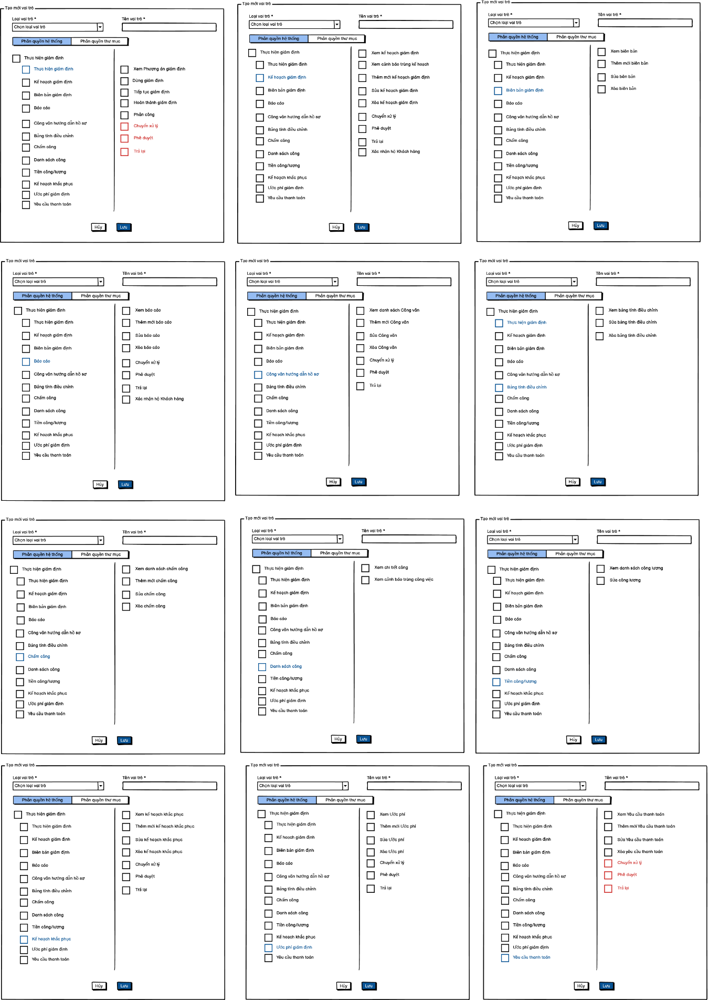 Tạo mới vai trò
Loại vai trò *
Tên vai trò *
Chọn loại vai trò
Phân quyền hệ thống
Phân quyền thư mục
Thực hiện giám định
Thực hiện giám định
Kế hoạch giám định
Biên bản giám định
Báo cáo
Công văn hướng dẫn hồ sơ
Bảng tính điều chỉnh
Chấm công
Danh sách công
Tiền công/lương
Kế hoạch khắc phục
Ước phí giám định
Yêu cầu thanh toán
Xem Phương án giám định
Dừng giám định
Tiếp tục giám định
Hoàn thành giám định
Phân công
Chuyển xử lý
Phê duyệt
Trả lại
Hủy
Lưu
Tạo mới vai trò
Loại vai trò *
Tên vai trò *
Chọn loại vai trò
Phân quyền hệ thống
Phân quyền thư mục
Thực hiện giám định
Thực hiện giám định
Kế hoạch giám định
Biên bản giám định
Báo cáo
Công văn hướng dẫn hồ sơ
Bảng tính điều chỉnh
Chấm công
Danh sách công
Tiền công/lương
Kế hoạch khắc phục
Ước phí giám định
Yêu cầu thanh toán
Xem kế hoạch giám định
Xem cảnh báo trùng kế hoạch
Thêm mới kế hoạch giám định
Sửa kế hoạch giám định
Xóa kế hoạch giám định
Chuyển xử lý
Phê duyệt
Trả lại
Xác nhận hộ Khách hàng
Hủy
Lưu
Tạo mới vai trò
Loại vai trò *
Tên vai trò *
Chọn loại vai trò
Phân quyền hệ thống
Phân quyền thư mục
Thực hiện giám định
Thực hiện giám định
Kế hoạch giám định
Biên bản giám định
Báo cáo
Công văn hướng dẫn hồ sơ
Bảng tính điều chỉnh
Chấm công
Danh sách công
Tiền công/lương
Kế hoạch khắc phục
Ước phí giám định
Yêu cầu thanh toán
Xem biên bản
Thêm mới biên bản
Sửa bên bản
Xóa biên bản
Hủy
Lưu
Tạo mới vai trò
Loại vai trò *
Tên vai trò *
Chọn loại vai trò
Phân quyền hệ thống
Phân quyền thư mục
Thực hiện giám định
Thực hiện giám định
Kế hoạch giám định
Biên bản giám định
Báo cáo
Công văn hướng dẫn hồ sơ
Bảng tính điều chỉnh
Chấm công
Danh sách công
Tiền công/lương
Kế hoạch khắc phục
Ước phí giám định
Yêu cầu thanh toán
Xem báo cáo
Thêm mới báo cáo
Sửa báo cáo
Xóa báo cáo
Chuyển xử lý
Phê duyệt
Trả lại
Xác nhận hộ Khách hàng
Hủy
Lưu
Tạo mới vai trò
Loại vai trò *
Tên vai trò *
Chọn loại vai trò
Phân quyền hệ thống
Phân quyền thư mục
Thực hiện giám định
Thực hiện giám định
Kế hoạch giám định
Biên bản giám định
Báo cáo
Công văn hướng dẫn hồ sơ
Bảng tính điều chỉnh
Chấm công
Danh sách công
Tiền công/lương
Kế hoạch khắc phục
Ước phí giám định
Yêu cầu thanh toán
Xem danh sách Công văn
Thêm mới Công văn
Sửa Công văn
Xóa Công văn
Chuyển xử lý
Phê duyệt
Trả lại
Hủy
Lưu
Tạo mới vai trò
Loại vai trò *
Tên vai trò *
Chọn loại vai trò
Phân quyền hệ thống
Phân quyền thư mục
Thực hiện giám định
Thực hiện giám định
Kế hoạch giám định
Biên bản giám định
Báo cáo
Công văn hướng dẫn hồ sơ
Bảng tính điều chỉnh
Chấm công
Danh sách công
Tiền công/lương
Kế hoạch khắc phục
Ước phí giám định
Yêu cầu thanh toán
Xem bảng tính điều chỉnh
Sửa bảng tính điều chỉnh
Xóa bảng tính điều chỉnh
Hủy
Lưu
Tạo mới vai trò
Loại vai trò *
Tên vai trò *
Chọn loại vai trò
Phân quyền hệ thống
Phân quyền thư mục
Thực hiện giám định
Thực hiện giám định
Kế hoạch giám định
Biên bản giám định
Báo cáo
Công văn hướng dẫn hồ sơ
Bảng tính điều chỉnh
Chấm công
Danh sách công
Tiền công/lương
Kế hoạch khắc phục
Ước phí giám định
Yêu cầu thanh toán
Xem danh sách chấm công
Thêm mới chấm công
Sửa chấm công
Xóa chấm công
Hủy
Lưu
Tạo mới vai trò
Loại vai trò *
Tên vai trò *
Chọn loại vai trò
Phân quyền hệ thống
Phân quyền thư mục
Thực hiện giám định
Thực hiện giám định
Kế hoạch giám định
Biên bản giám định
Báo cáo
Công văn hướng dẫn hồ sơ
Bảng tính điều chỉnh
Chấm công
Danh sách công
Tiền công/lương
Kế hoạch khắc phục
Ước phí giám định
Yêu cầu thanh toán
Xem chi tiết công
Xem cảnh báo trùng công việc
Hủy
Lưu
Tạo mới vai trò
Loại vai trò *
Tên vai trò *
Chọn loại vai trò
Phân quyền hệ thống
Phân quyền thư mục
Thực hiện giám định
Thực hiện giám định
Kế hoạch giám định
Biên bản giám định
Báo cáo
Công văn hướng dẫn hồ sơ
Bảng tính điều chỉnh
Chấm công
Danh sách công
Tiền công/lương
Kế hoạch khắc phục
Ước phí giám định
Yêu cầu thanh toán
Xem danh sách công lương
Sửa công lương
Hủy
Lưu
Tạo mới vai trò
Loại vai trò *
Tên vai trò *
Chọn loại vai trò
Phân quyền hệ thống
Phân quyền thư mục
Thực hiện giám định
Thực hiện giám định
Kế hoạch giám định
Biên bản giám định
Báo cáo
Công văn hướng dẫn hồ sơ
Bảng tính điều chỉnh
Chấm công
Danh sách công
Tiền công/lương
Kế hoạch khắc phục
Ước phí giám định
Yêu cầu thanh toán
Xem kế hoạch khắc phục
Thêm mới kế hoạch khắc phục
Sửa kế hoạch khắc phục
Xóa kế hoạch khắc phục
Chuyển xử lý
Phê duyệt
Trả lại
Hủy
Lưu
Tạo mới vai trò
Loại vai trò *
Tên vai trò *
Chọn loại vai trò
Phân quyền hệ thống
Phân quyền thư mục
Thực hiện giám định
Thực hiện giám định
Kế hoạch giám định
Biên bản giám định
Báo cáo
Công văn hướng dẫn hồ sơ
Bảng tính điều chỉnh
Chấm công
Danh sách công
Tiền công/lương
Kế hoạch khắc phục
Ước phí giám định
Yêu cầu thanh toán
Xem Ước phí
Thêm mới Ước phí
Sửa Ước phí
Xóa Ước phí
Chuyển xử lý
Phê duyệt
Trả lại
Hủy
Lưu
Tạo mới vai trò
Loại vai trò *
Tên vai trò *
Chọn loại vai trò
Phân quyền hệ thống
Phân quyền thư mục
Thực hiện giám định
Thực hiện giám định
Kế hoạch giám định
Biên bản giám định
Báo cáo
Công văn hướng dẫn hồ sơ
Bảng tính điều chỉnh
Chấm công
Danh sách công
Tiền công/lương
Kế hoạch khắc phục
Ước phí giám định
Yêu cầu thanh toán
Xem Yêu cầu thanh toán
Thêm mới Yêu cầu thanh toán
Sửa Yêu cầu thanh toán
Xóa yêu cầu thanh toán
Chuyển xử lý
Phê duyệt
Trả lại
Hủy
Lưu